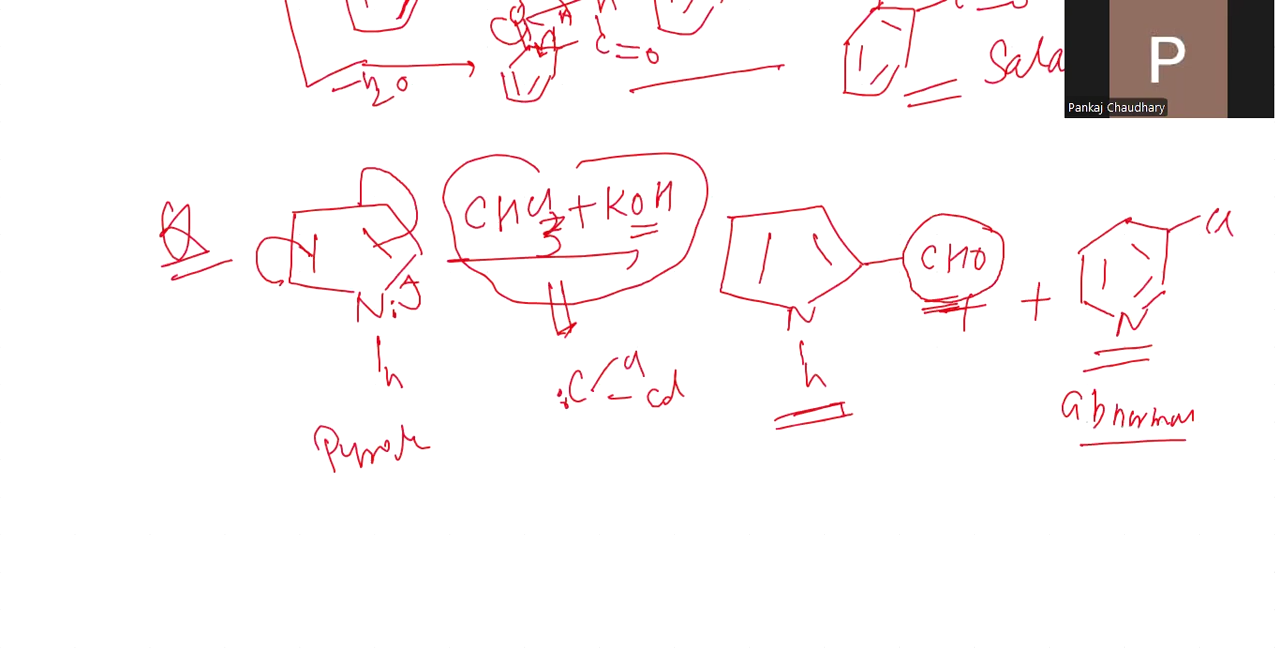 C=O
-H2O
Sala
P
Pankaj Chaudhary
Q
CHCl3 + KOH
CHO
+
Cl
N:
N
N
H
:C
Cl
Cl
H
Pyrrole
abnormal